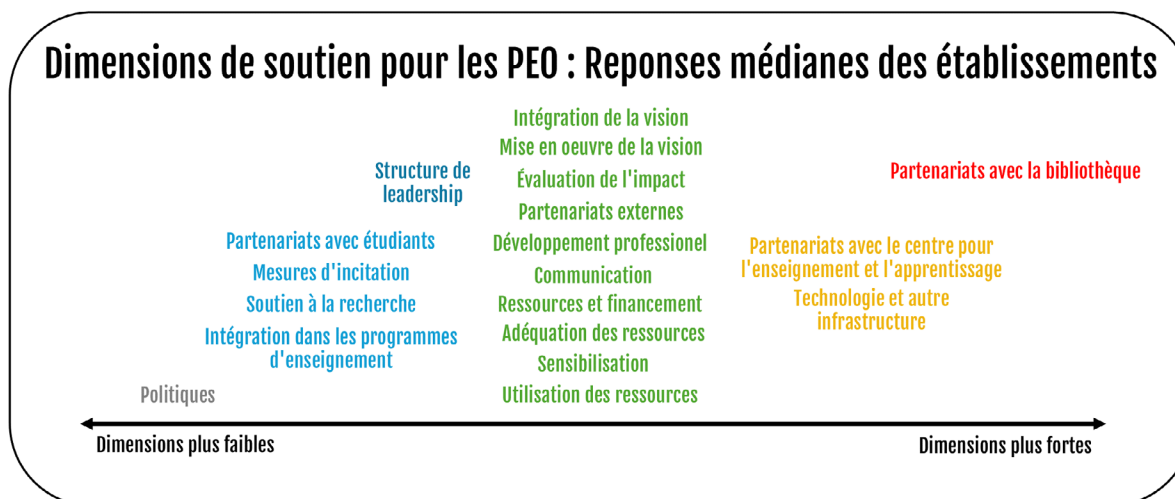 Dimensions de soutien pour les PEO : Reponses médianes des établissements
Politiques
Partenariats avec étudiants
Mesures d'incitation
Soutien à la recherche
Intégration dans les programmes
d'enseignement
Structure de
leadership
Intégration de la vision
Mise en oeuvre de la vision
Évaluation de l'impact
Partenariats externes
Développement professionel
Communication
Ressources et financement
Adéquation des ressources
Sensibilisation
Utilisation des ressources
Partenariats avec le centre pour
l'enseignement et l'apprentissage
Technologie et autre
infrastructure
Partenariats avec la bibliothèque
Dimensions plus faibles
Dimensions plus fortes